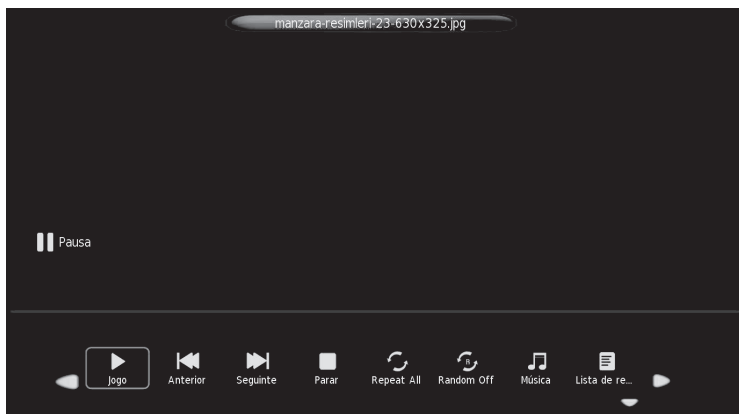 manzara-resimleri-23-630x325.jpg
Pausa
Jogo Anterior Seguinte Parar Repeat All Random Off Música Lista de re...